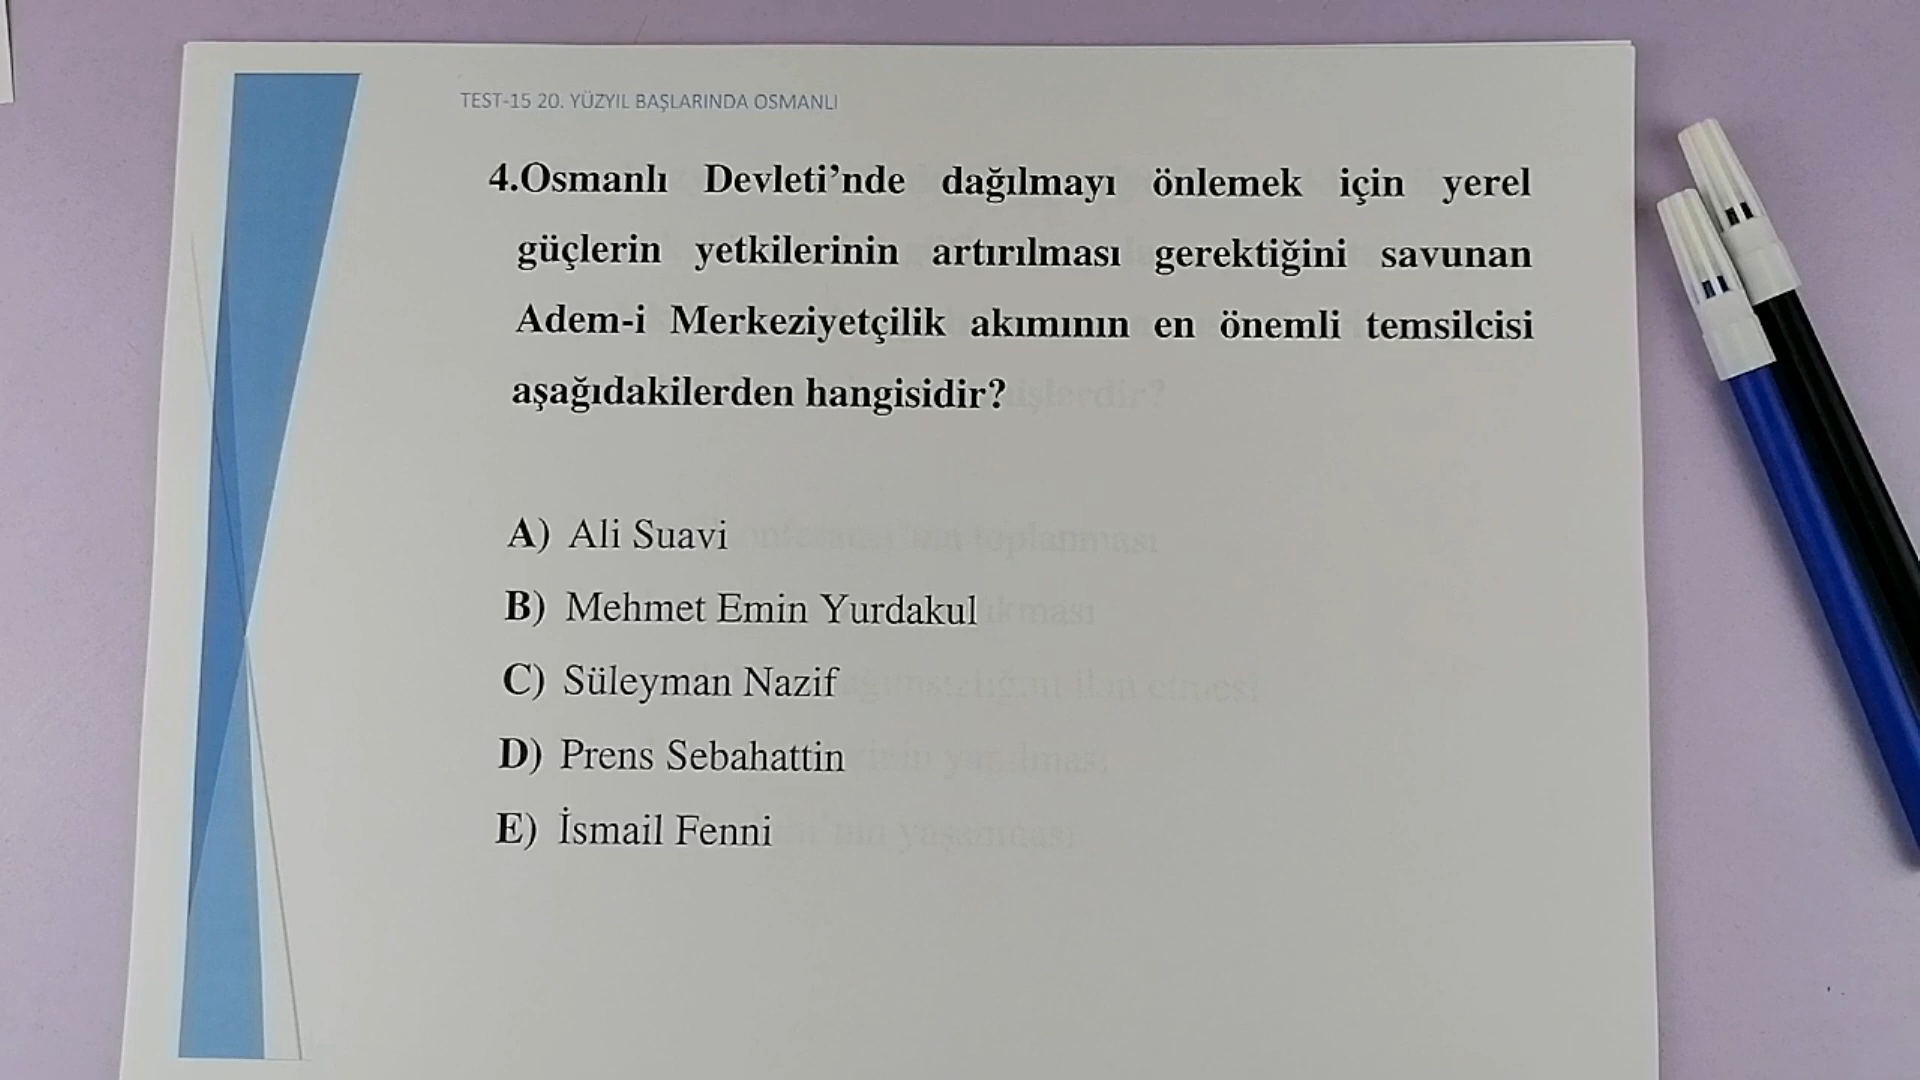 TEST-15 20. YÜZYIL BAŞLARINDA OSMANLI
4.Osmanlı Devleti’nde dağılmayı önlemek için yerel
güçlerin yetkilerinin artırılması gerektiğini savunan
Adem-i Merkeziyetçilik akımının en önemli temsilcisi
aşağıdakilerden hangisidir?
A) Ali Suavi
B) Mehmet Emin Yurdakul
C) Süleyman Nazif
D) Prens Sebahattin
E) İsmail Fenni